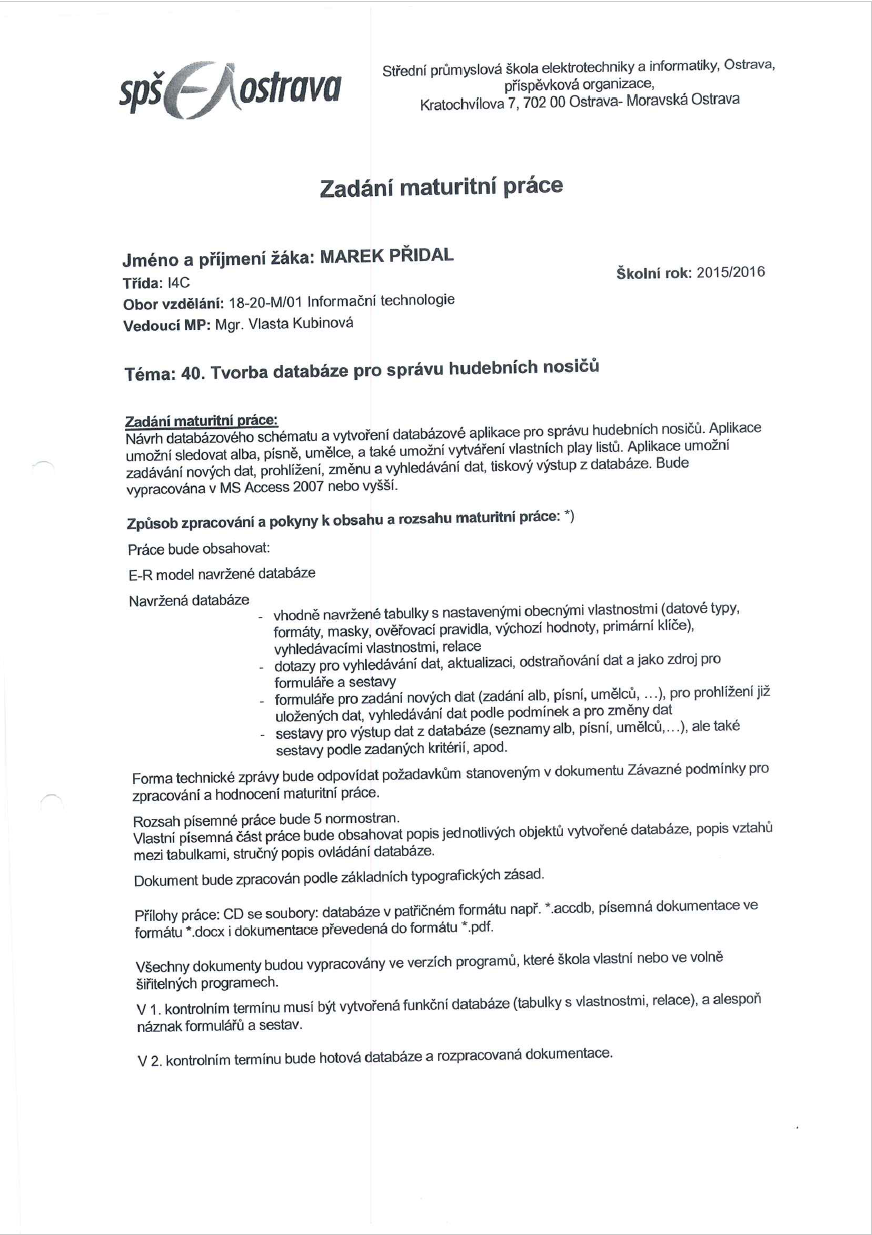 spš ostrava
Střední průmyslová škola elektrotechniky a informatiky, Ostrava,
příspěvková organizace,
Kratochvílova 7, 702 00 Ostrava- Moravská Ostrava
Zadání maturitní práce
Jméno a příjmení žáka: MAREK PŘIDAL
Třída: I4C
Školní rok: 2015/2016
Obor vzdělání: 18-20-M/01 Informační technologie
Vedoucí MP: Mgr. Vlasta Kubinová
Téma: 40. Tvorba databáze pro správu hudebních nosičů
Zadání maturitní práce:
Návrh databázového schématu a vytvoření databázové aplikace pro správu hudebních nosičů. Aplikace
umožní sledovat alba, písně, umělce, a také umožní vytváření vlastních play listů. Aplikace umožní
zadávání nových dat, prohlížení, změnu a vyhledávání dat, tiskový výstup z databáze. Bude
vypracována v MS Access 2007 nebo vyšší.
Způsob zpracování a pokyny k obsahu a rozsahu maturitní práce: *)
Práce bude obsahovat:
E-R model navržené databáze
Navržená databáze
- vhodně navržené tabulky s nastavenými obecnými vlastnostmi (datové typy,
formáty, masky, ověřovací pravidla, výchozí hodnoty, primární klíče),
vyhledávacími vlastnostmi, relace
- dotazy pro vyhledávání dat, aktualizaci, odstraňování dat a jako zdroj pro
formuláře a sestavy
- formuláře pro zadání nových dat (zadání alb, písní, umělců, …), pro prohlížení již
uložených dat, vyhledávání dat podle podmínek a pro změny dat
- sestavy pro výstup dat z databáze (seznamy alb, písní, umělců,…), ale také
sestavy podle zadaných kritérií, apod.
Forma technické zprávy bude odpovídat požadavkům stanoveným v dokumentu Závazné podmínky pro
zpracování a hodnocení maturitní práce.
Rozsah písemné práce bude 5 normostran.
Vlastní písemná část práce bude obsahovat popis jednotlivých objektů vytvořené databáze, popis vztahů
mezi tabulkami, stručný popis ovládání databáze.
Dokument bude zpracován podle základních typografických zásad.
Přílohy práce: CD se soubory: databáze v patřičném formátu např. *.accdb, písemná dokumentace ve
formátu *.docx i dokumentace převedená do formátu *.pdf.
Všechny dokumenty budou vypracovány ve verzích programů, které škola vlastní nebo ve volně
šiřitelných programech.
V 1. kontrolním termínu musí být vytvořená funkční databáze (tabulky s vlastnostmi, relace), a alespoň
náznak formulářů a sestav.
V 2. kontrolním termínu bude hotová databáze a rozpracovaná dokumentace.